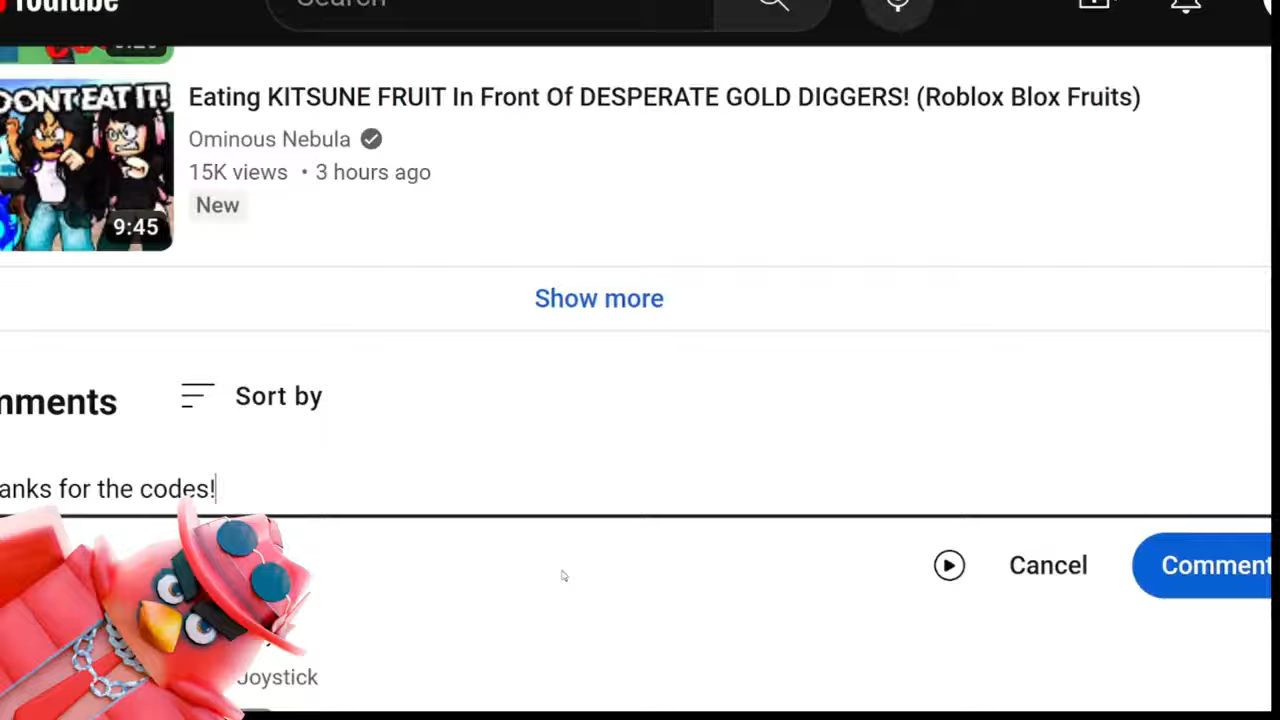 YouTube
Search
DONT EAT IT!
Eating KITSUNE FRUIT In Front Of DESPERATE GOLD DIGGERS! (Roblox Blox Fruits)
Ominous Nebula
15K views • 3 hours ago
New
9:45
Show more
mments
Sort by
anks for the codes!
Cancel
Comment
Joystick